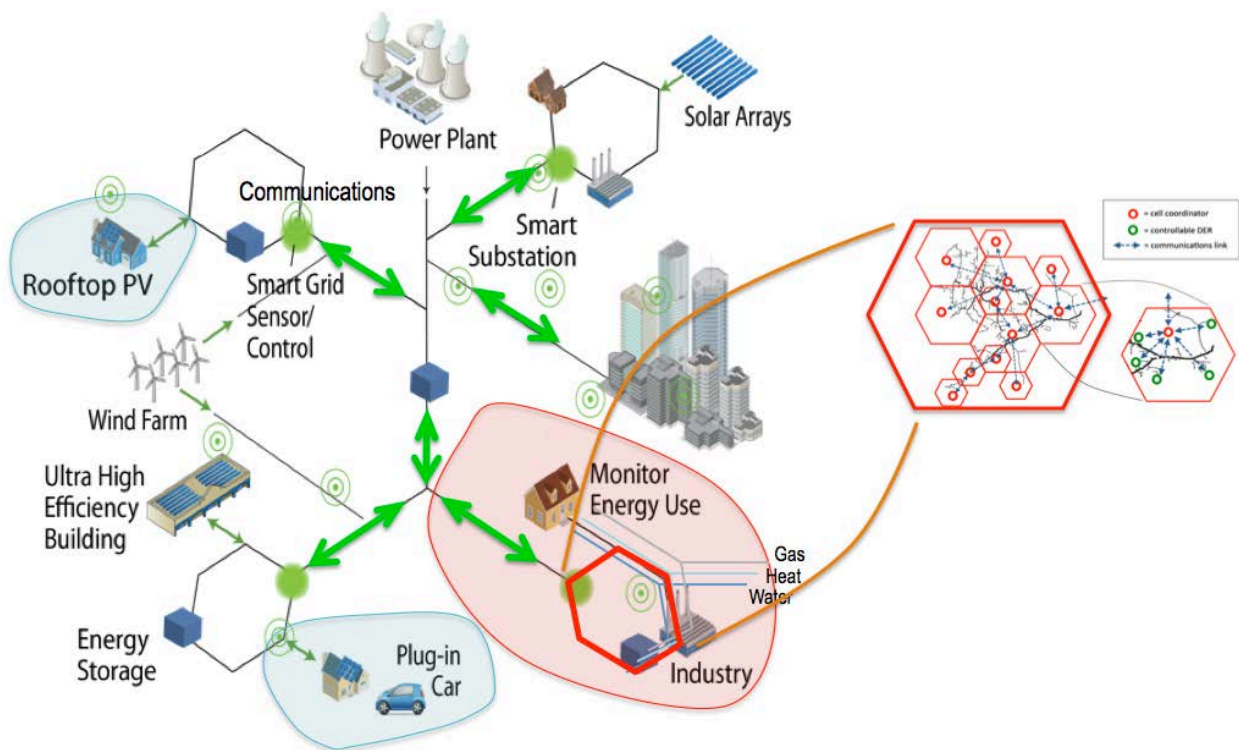 Power Plant
Solar Arrays
Communications
Smart
Substation
Rooftop PV
Smart Grid
Sensor/
Control
Wind Farm
Ultra High
Efficiency
Building
Monitor
Energy Use
Gas
Heat
Water
Energy
Storage
Plug-in
Car
Industry
= cell coordinator
= controllable DER
= communications link